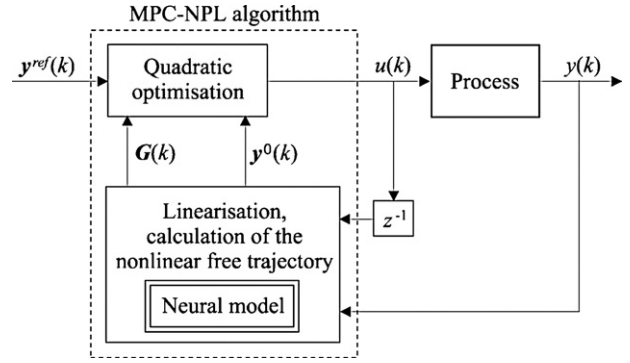 MPC-NPL algorithm
y^ref(k)
Quadratic
optimisation
u(k)
Process
y(k)
G(k)
y^0(k)
Linearisation,
calculation of the
nonlinear free trajectory
z^-1
Neural model